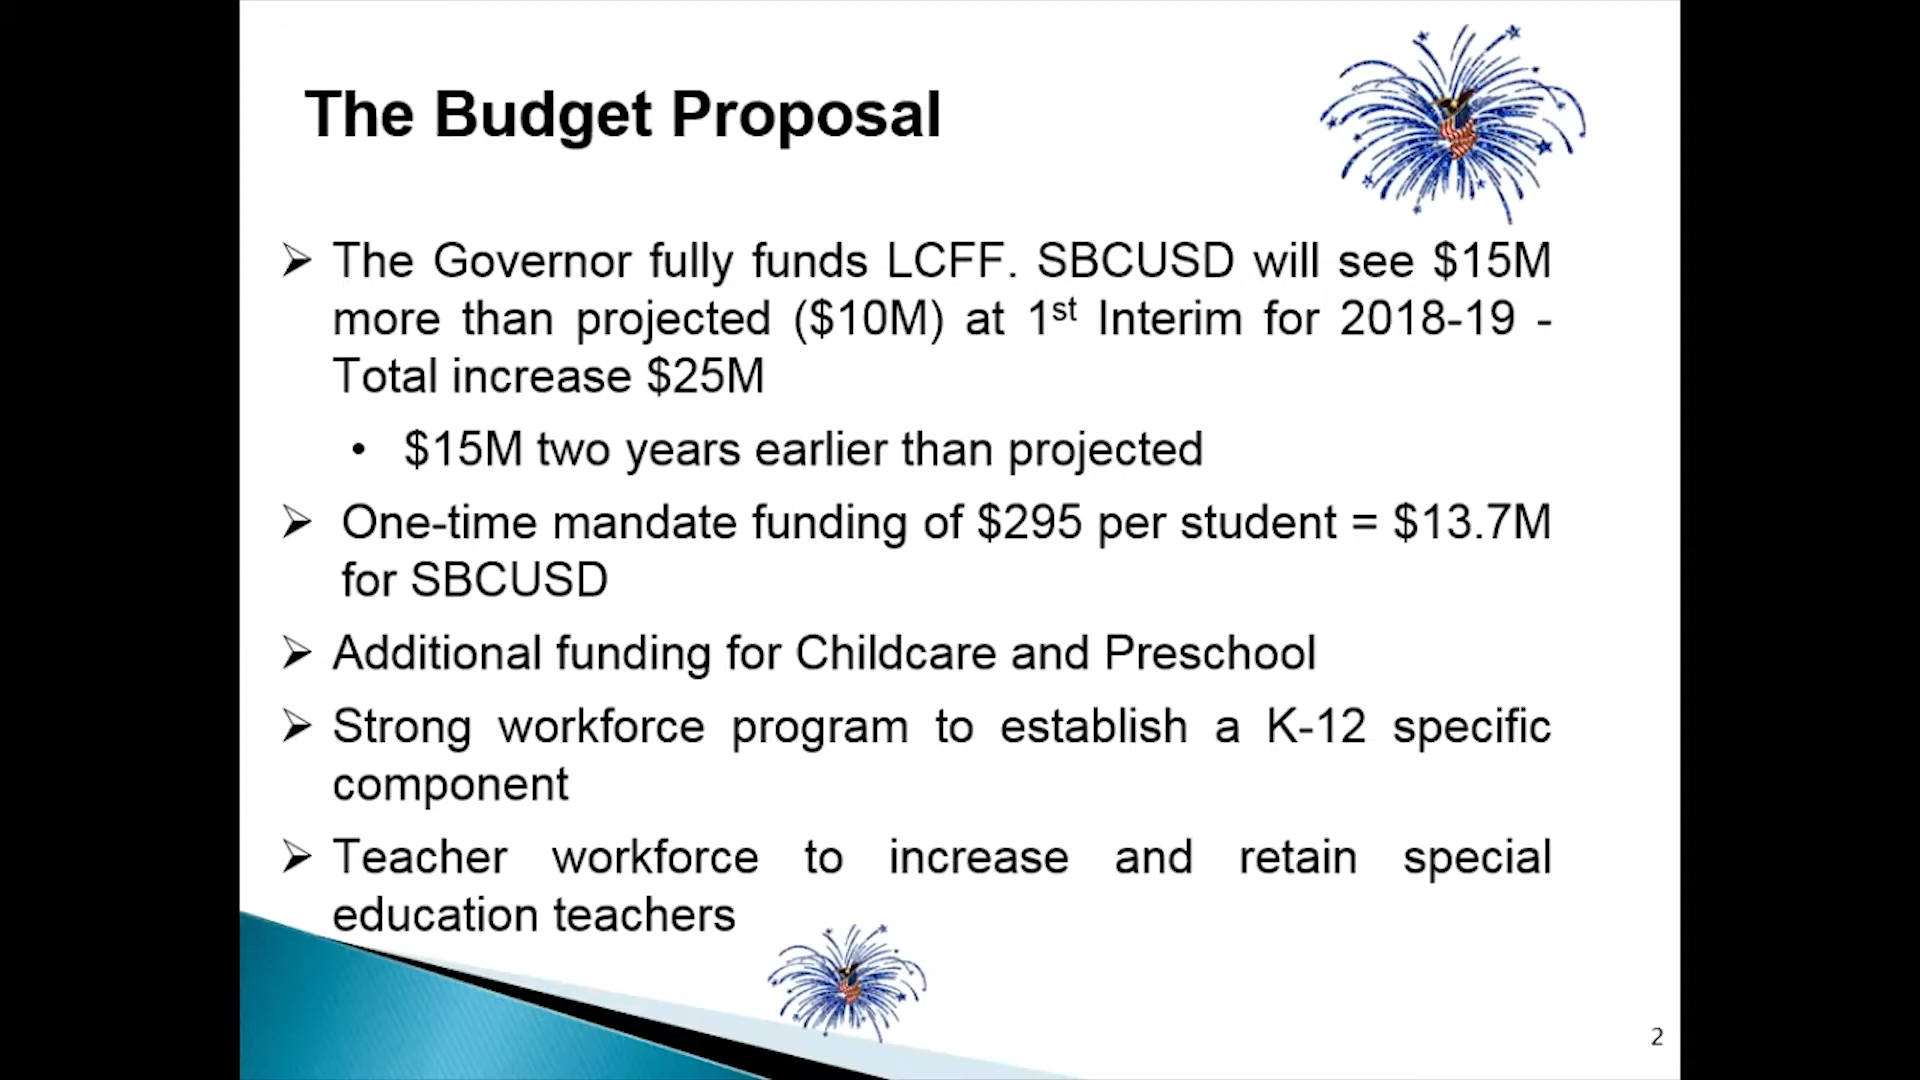 The Budget Proposal
➢ The Governor fully funds LCFF. SBCUSD will see $15M
more than projected ($10M) at 1st Interim for 2018-19 -
Total increase $25M
• $15M two years earlier than projected
➢ One-time mandate funding of $295 per student = $13.7M
for SBCUSD
➢ Additional funding for Childcare and Preschool
➢ Strong workforce program to establish a K-12 specific
component
➢ Teacher workforce to increase and retain special
education teachers
2